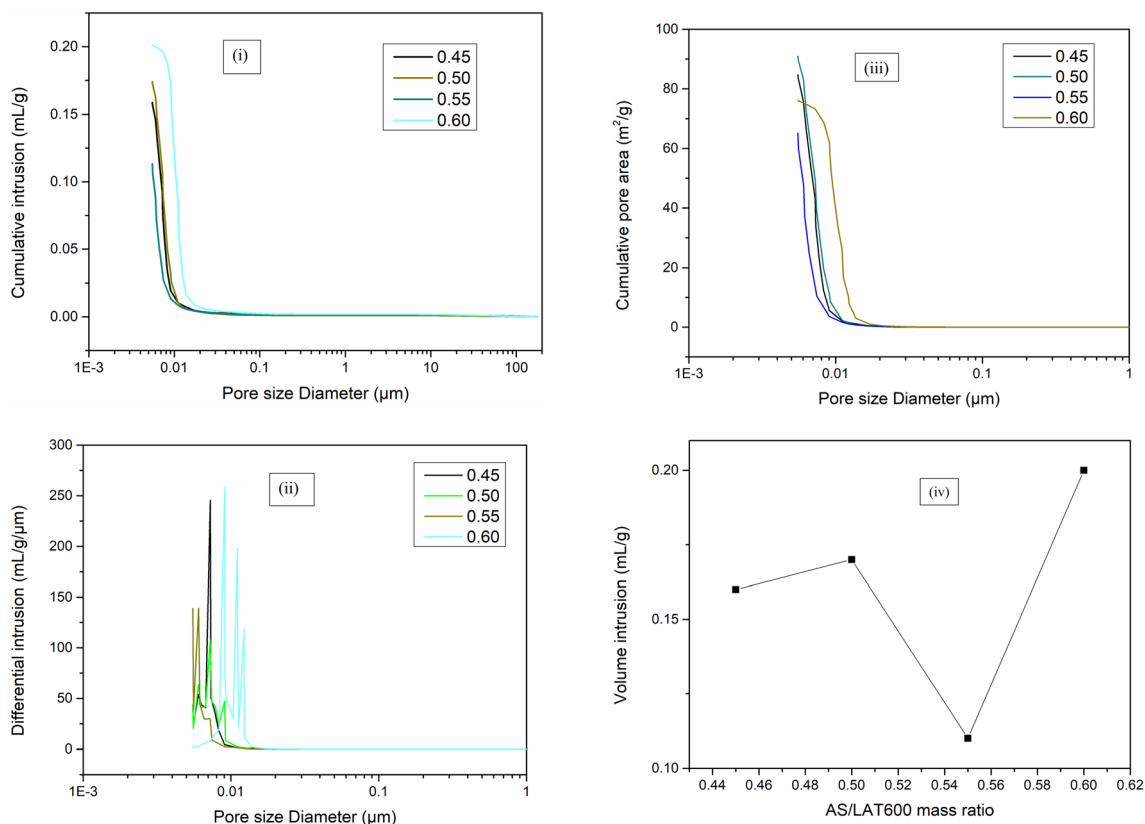 (i)
0.45
0.50
0.55
0.60
0.20
0.15
0.10
0.05
0.00
Cumulative intrusion (mL/g)
1E-3 0.01 0.1 1 10 100
Pore size Diameter (µm)
(iii)
0.45
0.50
0.55
0.60
100
80
60
40
20
0
Cumulative pore area (m²/g)
1E-3 0.01 0.1 1
Pore size Diameter (µm)
(ii)
0.45
0.50
0.55
0.60
300
250
200
150
100
50
0
Differential intrusion (mL/g/µm)
1E-3 0.01 0.1 1
Pore size Diameter (µm)
(iv)
0.20
0.15
0.10
Volume intrusion (mL/g)
0.44 0.46 0.48 0.50 0.52 0.54 0.56 0.58 0.60 0.62
AS/LAT600 mass ratio